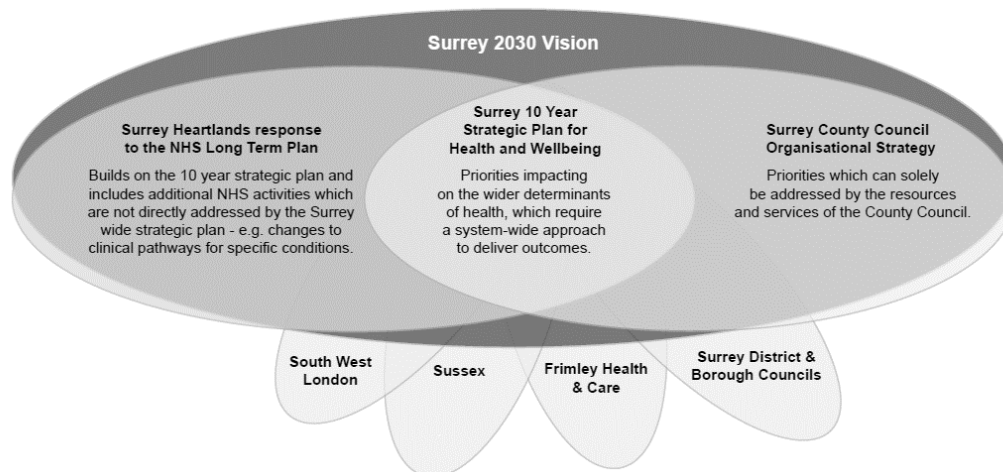 Surrey 2030 Vision
Surrey Heartlands response
to the NHS Long Term Plan
Builds on the 10 year strategic plan and
includes additional NHS activities which
are not directly addressed by the Surrey
wide strategic plan - e.g. changes to
clinical pathways for specific conditions.
Surrey 10 Year
Strategic Plan for
Health and Wellbeing
Priorities impacting
on the wider determinants
of health, which require
a system-wide approach
to deliver outcomes.
Surrey County Council
Organisational Strategy
Priorities which can solely
be addressed by the resources
and services of the County Council.
South West
London
Sussex
Frimley Health
& Care
Surrey District &
Borough Councils